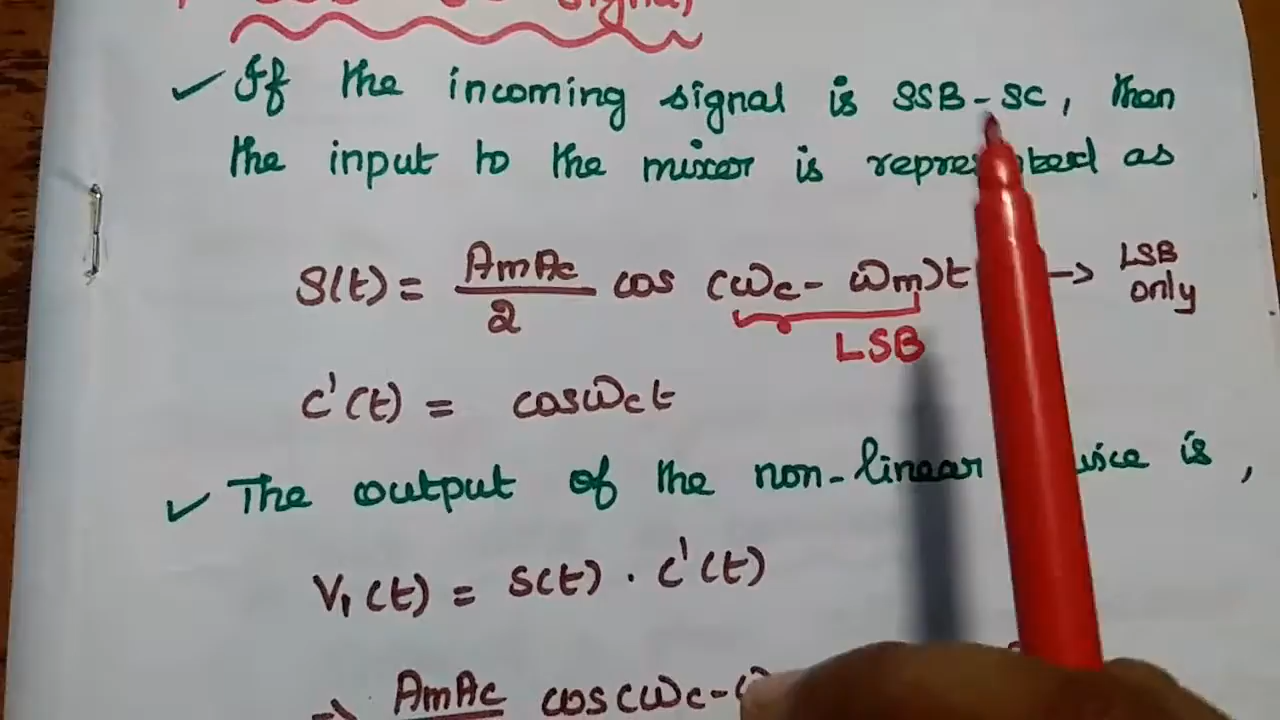 signal,
✓ If the incoming signal is SSB-SC, then
the input to the mixer is represented as
S(t) = AmAc/2 cos (ωc - ωm)t → LSB only
LSB
c'(t) = cosωct
✓ The output of the non-linear is,
V1(t) = S(t) . c'(t)
⇒ AmAc cos(ωc-